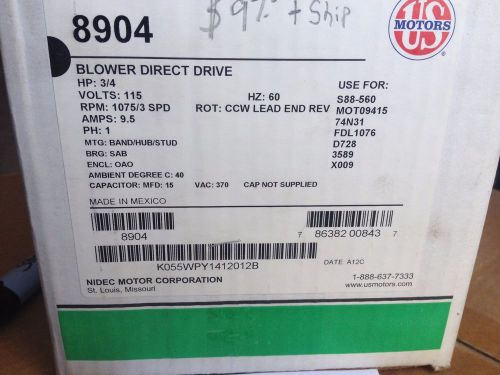 $ 9 + Ship
8904
US
MOTORS
®
BLOWER DIRECT DRIVE
HP: 3/4
VOLTS: 115 HZ: 60
RPM: 1075/3 SPD ROT: CCW LEAD END REV
AMPS: 9.5
PH: 1
MTG: BAND/HUB/STUD
BRG: SAB
ENCL: OAO
AMBIENT DEGREE C: 40
CAPACITOR: MFD: 15 VAC: 370 CAP NOT SUPPLIED
USE FOR:
S88-560
MOT09415
74N31
FDL1076
D728
3589
X009
MADE IN MEXICO
8904
7 86382 00843 7
K055WPY1412012B
DATE: A12C
NIDEC MOTOR CORPORATION
St. Louis, Missouri
1-888-637-7333
www.usmotors.com